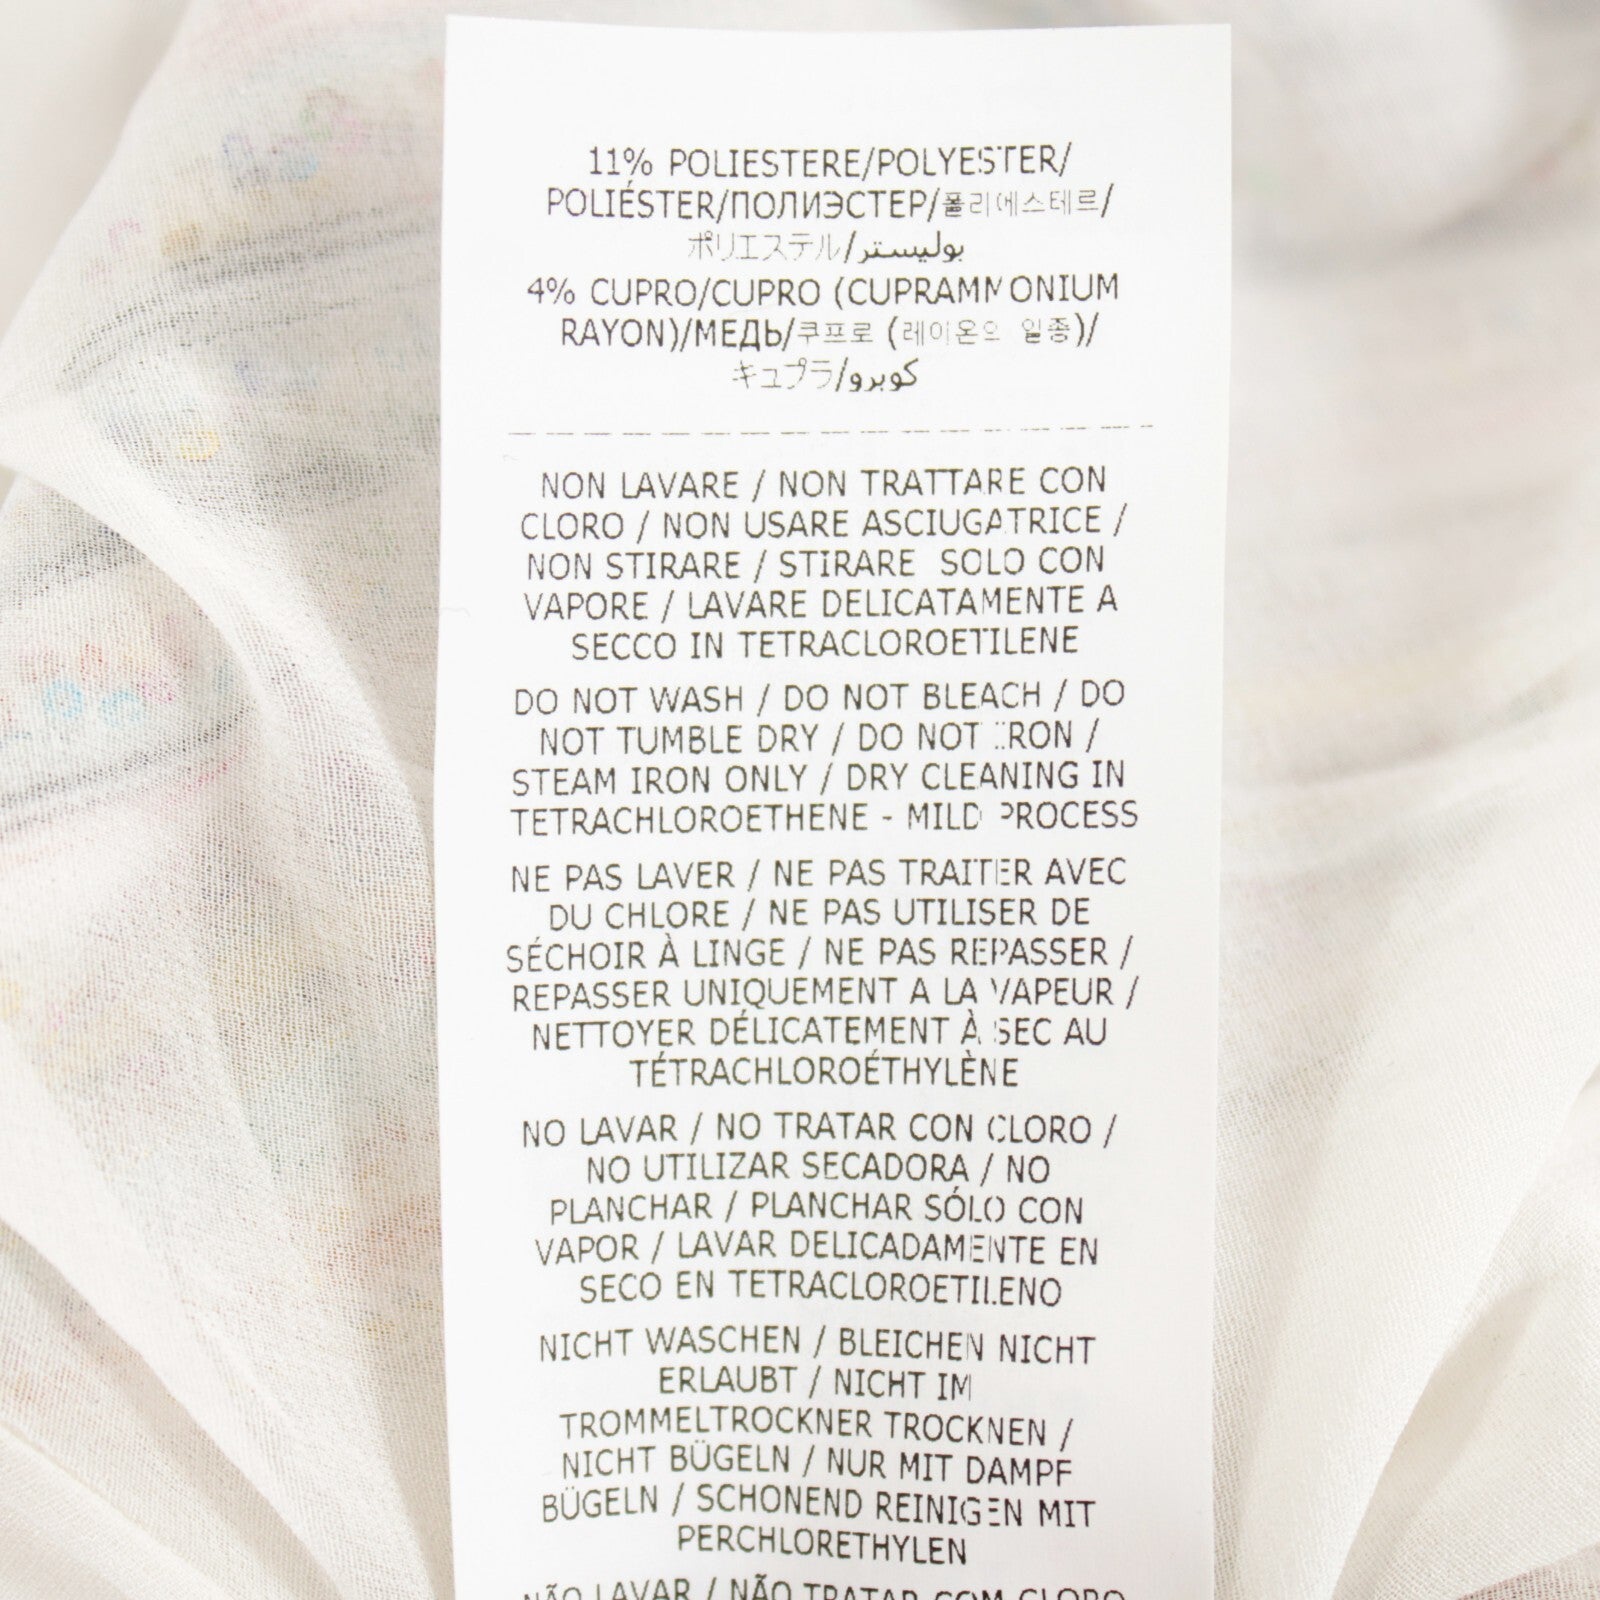 11% POLIESTERE/POLYESTER/
POLIÉSTER/ПОЛИЭСТЕР/폴리에스테르/
ポリエステル/بوليستر
4% CUPRO/CUPRO (CUPRAMMONIUM
RAYON)/МЕДЬ/쿠프로 (레이온의 일종)/
キュプラ/كوبرو
NON LAVARE / NON TRATTARE CON
CLORO / NON USARE ASCIUGATRICE /
NON STIRARE / STIRARE SOLO CON
VAPORE / LAVARE DELICATAMENTE A
SECCO IN TETRACLOROETILENE
DO NOT WASH / DO NOT BLEACH / DO
NOT TUMBLE DRY / DO NOT IRON /
STEAM IRON ONLY / DRY CLEANING IN
TETRACHLOROETHENE - MILD PROCESS
NE PAS LAVER / NE PAS TRAITER AVEC
DU CHLORE / NE PAS UTILISER DE
SÉCHOIR À LINGE / NE PAS REPASSER /
REPASSER UNIQUEMENT A LA VAPEUR /
NETTOYER DÉLICATEMENT À SEC AU
TÉTRACHLOROÉTHYLÈNE
NO LAVAR / NO TRATAR CON CLORO /
NO UTILIZAR SECADORA / NO
PLANCHAR / PLANCHAR SÓLO CON
VAPOR / LAVAR DELICADAMENTE EN
SECO EN TETRACLOROETILENO
NICHT WASCHEN / BLEICHEN NICHT
ERLAUBT / NICHT IM
TROMMELTROCKNER TROCKNEN /
NICHT BÜGELN / NUR MIT DAMPF
BÜGELN / SCHONEND REINIGEN MIT
PERCHLORETHYLEN
NÃO LAVAR / NÃO TRATAR COM CLORO